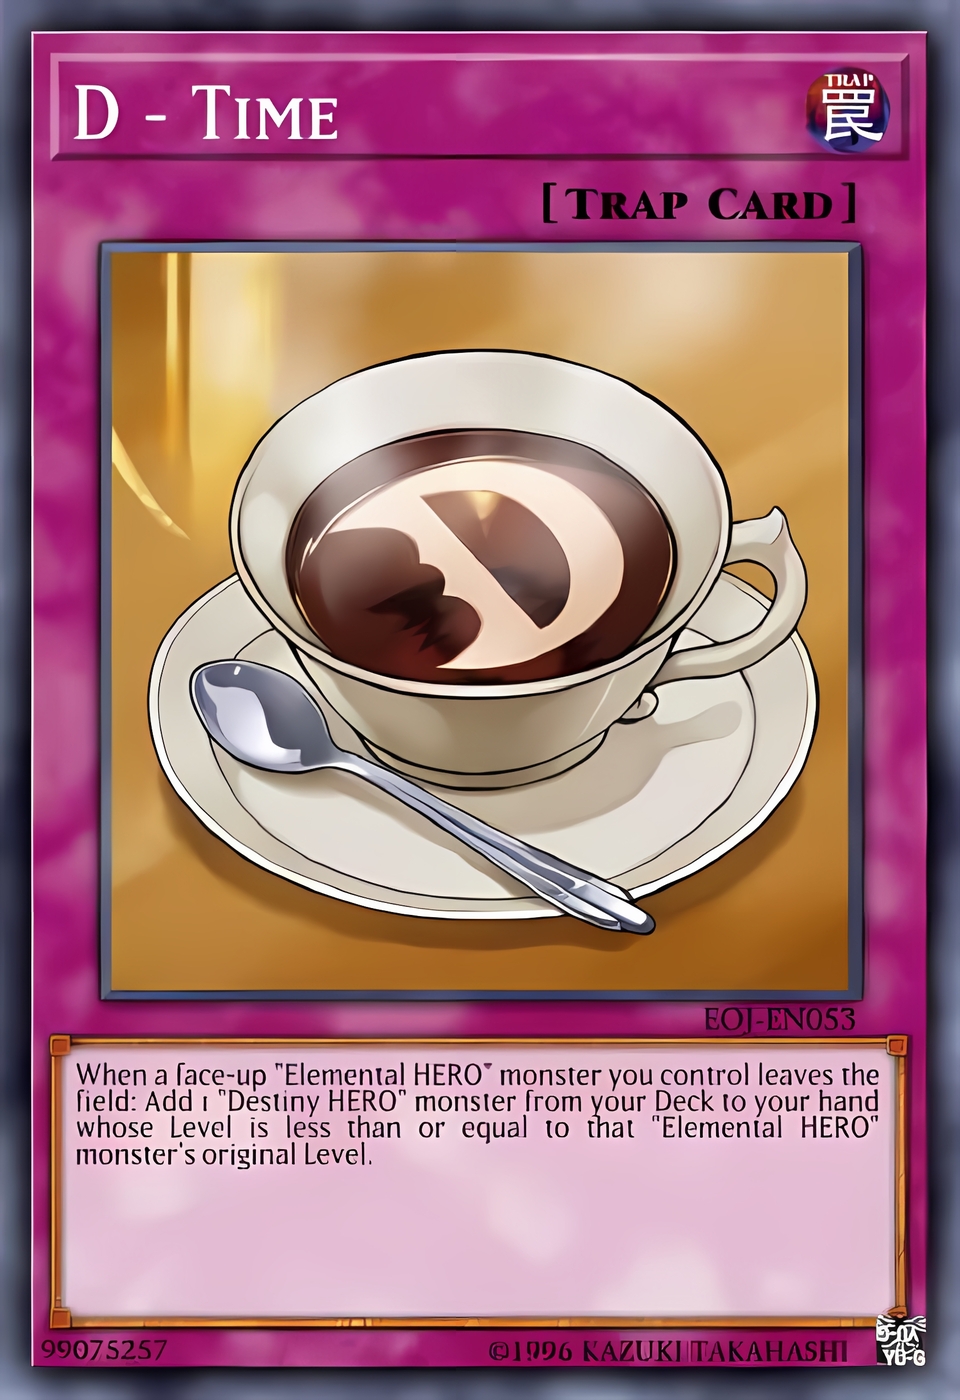 D - TIME
TRAP
罠
[TRAP CARD]
EOJ-EN053
When a face-up "Elemental HERO" monster you control leaves the
field: Add 1 "Destiny HERO" monster from your Deck to your hand
whose Level is less than or equal to that "Elemental HERO"
monster's original Level.
99075257
©1996 KAZUKI TAKAHASHI